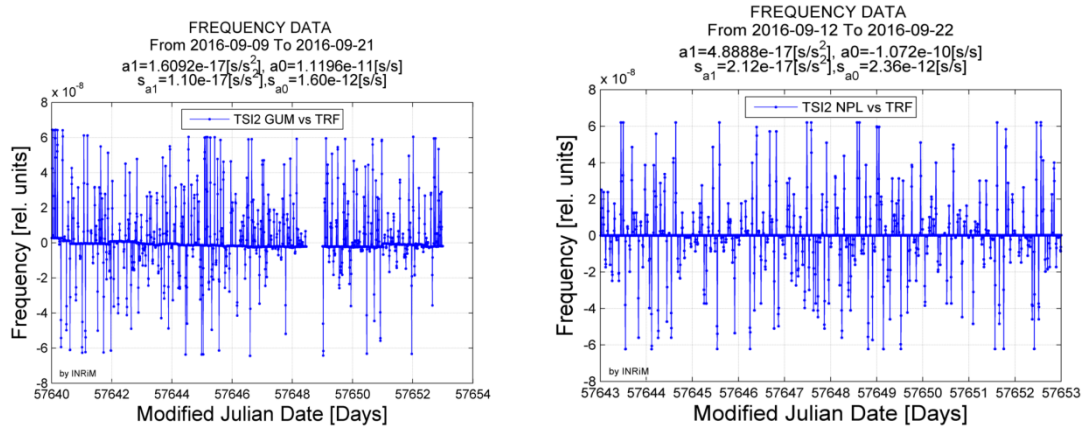 FREQUENCY DATA
From 2016-09-09 To 2016-09-21
a1=1.6092e-17[s/s²], a0=1.1196e-11[s/s]
s_a1=1.10e-17[s/s²],s_a0=1.60e-12[s/s]
x 10⁻⁸
8
6
4
2
0
-2
-4
-6
-8
Frequency [rel. units]
TSI2 GUM vs TRF
by INRiM
57640 57642 57644 57646 57648 57650 57652 57654
Modified Julian Date [Days]
FREQUENCY DATA
From 2016-09-12 To 2016-09-22
a1=4.8888e-17[s/s²], a0=-1.072e-10[s/s]
s_a1=2.12e-17[s/s²],s_a0=2.36e-12[s/s]
x 10⁻⁸
8
6
4
2
0
-2
-4
-6
-8
Frequency [rel. units]
TSI2 NPL vs TRF
by INRiM
57643 57644 57645 57646 57647 57648 57649 57650 57651 57652 57653
Modified Julian Date [Days]